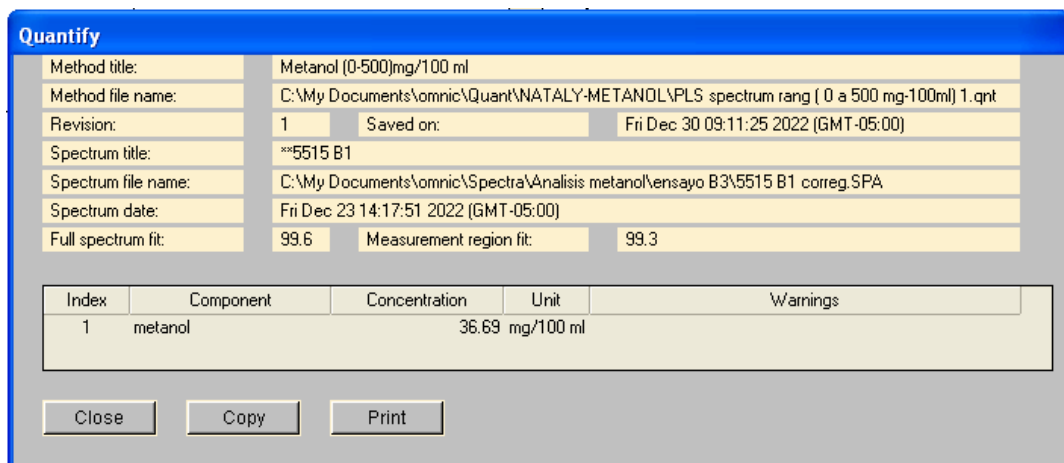 Quantify
Method title: Metanol (0-500)mg/100 ml
Method file name: C:\My Documents\omnic\Quant\NATALY-METANOL\PLS spectrum rang ( 0 a 500 mg-100ml) 1.qnt
Revision: 1 Saved on: Fri Dec 30 09:11:25 2022 (GMT-05:00)
Spectrum title: **5515 B1
Spectrum file name: C:\My Documents\omnic\Spectra\Analisis metanol\ensayo B3\5515 B1 correg.SPA
Spectrum date: Fri Dec 23 14:17:51 2022 (GMT-05:00)
Full spectrum fit: 99.6 Measurement region fit: 99.3
Index Component Concentration Unit Warnings
1 metanol 36.69 mg/100 ml
Close Copy Print